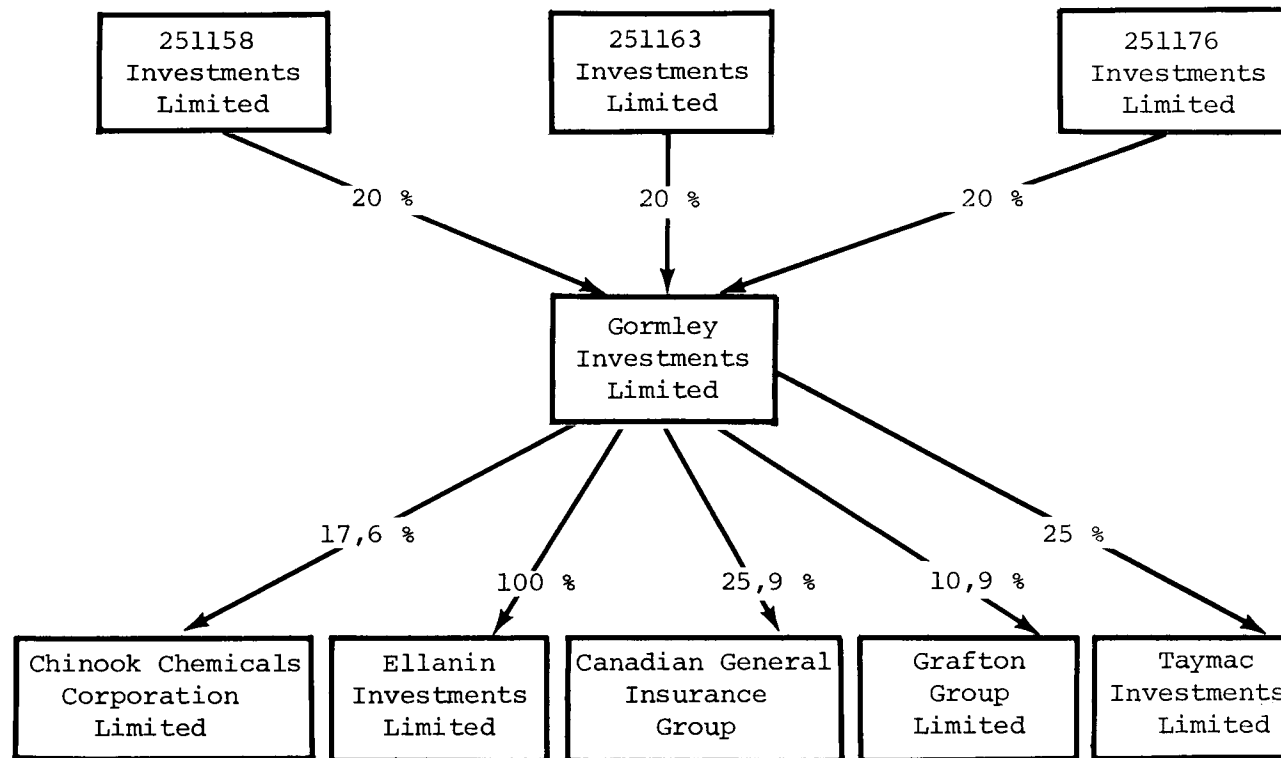 251158
Investments
Limited
251163
Investments
Limited
251176
Investments
Limited
20 %
20 %
20 %
Gormley
Investments
Limited
17,6 %
100 %
25,9 %
10,9 %
25 %
Chinook Chemicals
Corporation
Limited
Ellanin
Investments
Limited
Canadian General
Insurance
Group
Grafton
Group
Limited
Taymac
Investments
Limited